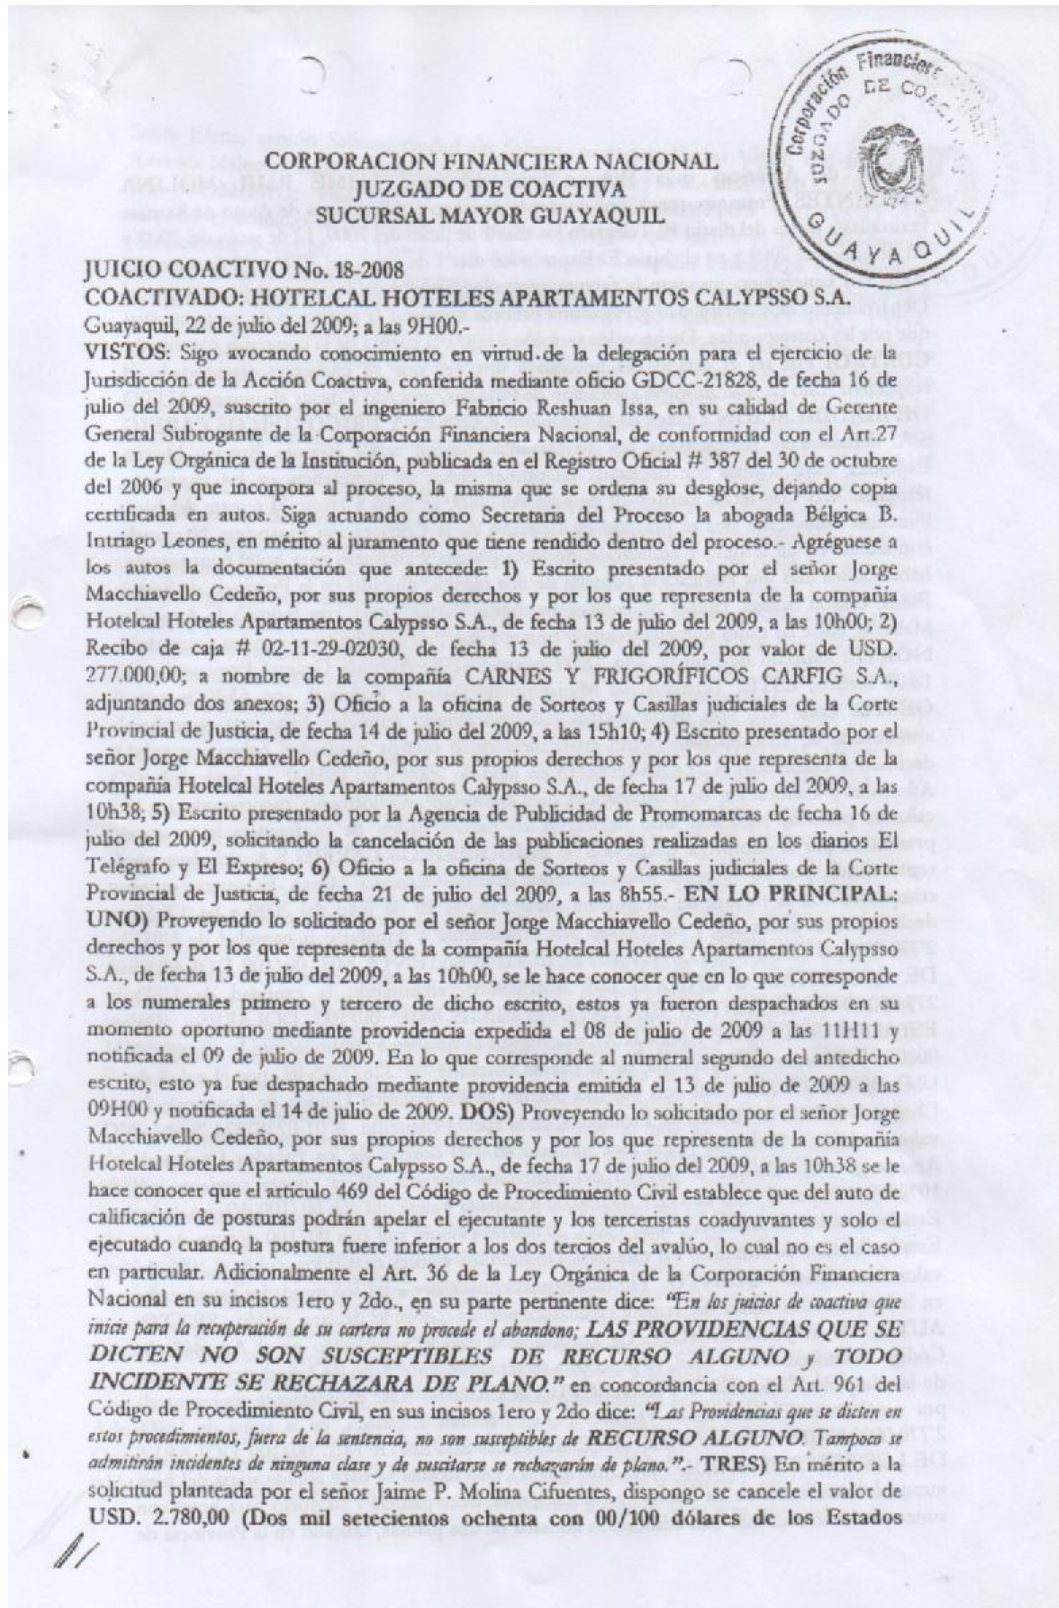 Corporación Financiera
JUZGADO DE COACTIVAS
GUAYAQUIL
CORPORACION FINANCIERA NACIONAL
JUZGADO DE COACTIVA
SUCURSAL MAYOR GUAYAQUIL
JUICIO COACTIVO No. 18-2008
COACTIVADO: HOTELCAL HOTELES APARTAMENTOS CALYPSSO S.A.
Guayaquil, 22 de julio del 2009; a las 9H00.-
VISTOS: Sigo avocando conocimiento en virtud de la delegación para el ejercicio de la
Jurisdicción de la Acción Coactiva, conferida mediante oficio GDCC-21828, de fecha 16 de
julio del 2009, suscrito por el ingeniero Fabricio Reshuan Issa, en su calidad de Gerente
General Subrogante de la Corporación Financiera Nacional, de conformidad con el Art.27
de la Ley Orgánica de la Institución, publicada en el Registro Oficial # 387 del 30 de octubre
del 2006 y que incorpora al proceso, la misma que se ordena su desglose, dejando copia
certificada en autos. Siga actuando como Secretaria del Proceso la abogada Bélgica B.
Intriago Leones, en mérito al juramento que tiene rendido dentro del proceso.- Agréguese a
los autos la documentación que antecede: 1) Escrito presentado por el señor Jorge
Macchiavello Cedeño, por sus propios derechos y por los que representa de la compañía
Hotelcal Hoteles Apartamentos Calypsso S.A., de fecha 13 de julio del 2009, a las 10h00; 2)
Recibo de caja # 02-11-29-02030, de fecha 13 de julio del 2009, por valor de USD.
277.000,00; a nombre de la compañía CARNES Y FRIGORÍFICOS CARFIG S.A.,
adjuntando dos anexos; 3) Oficio a la oficina de Sorteos y Casillas judiciales de la Corte
Provincial de Justicia, de fecha 14 de julio del 2009, a las 15h10; 4) Escrito presentado por el
señor Jorge Macchiavello Cedeño, por sus propios derechos y por los que representa de la
compañía Hotelcal Hoteles Apartamentos Calypsso S.A., de fecha 17 de julio del 2009, a las
10h38; 5) Escrito presentado por la Agencia de Publicidad de Promomarcas de fecha 16 de
julio del 2009, solicitando la cancelación de las publicaciones realizadas en los diarios El
Telégrafo y El Expreso; 6) Oficio a la oficina de Sorteos y Casillas judiciales de la Corte
Provincial de Justicia, de fecha 21 de julio del 2009, a las 8h55.- EN LO PRINCIPAL:
UNO) Proveyendo lo solicitado por el señor Jorge Macchiavello Cedeño, por sus propios
derechos y por los que representa de la compañía Hotelcal Hoteles Apartamentos Calypsso
S.A., de fecha 13 de julio del 2009, a las 10h00, se le hace conocer que en lo que corresponde
a los numerales primero y tercero de dicho escrito, estos ya fueron despachados en su
momento oportuno mediante providencia expedida el 08 de julio de 2009 a las 11H11 y
notificada el 09 de julio de 2009. En lo que corresponde al numeral segundo del antedicho
escrito, esto ya fue despachado mediante providencia emitida el 13 de julio de 2009 a las
09H00 y notificada el 14 de julio de 2009. DOS) Proveyendo lo solicitado por el señor Jorge
Macchiavello Cedeño, por sus propios derechos y por los que representa de la compañía
Hotelcal Hoteles Apartamentos Calypsso S.A., de fecha 17 de julio del 2009, a las 10h38 se le
hace conocer que el artículo 469 del Código de Procedimiento Civil establece que del auto de
calificación de posturas podrán apelar el ejecutante y los terceristas coadyuvantes y solo el
ejecutado cuando la postura fuere inferior a los dos tercios del avalúo, lo cual no es el caso
en particular. Adicionalmente el Art. 36 de la Ley Orgánica de la Corporación Financiera
Nacional en su incisos 1ero y 2do., en su parte pertinente dice: "En los juicios de coactiva que
inicie para la recuperación de su cartera no procede el abandono; LAS PROVIDENCIAS QUE SE
DICTEN NO SON SUSCEPTIBLES DE RECURSO ALGUNO y TODO
INCIDENTE SE RECHAZARA DE PLANO." en concordancia con el Art. 961 del
Código de Procedimiento Civil, en sus incisos 1ero y 2do dice: "Las Providencias que se dicten en
estos procedimientos, fuera de la sentencia, no son susceptibles de RECURSO ALGUNO. Tampoco se
admitirán incidentes de ninguna clase y de suscitarse se rechazarán de plano.".- TRES) En mérito a la
solicitud planteada por el señor Jaime P. Molina Cifuentes, dispongo se cancele el valor de
USD. 2.780,00 (Dos mil setecientos ochenta con 00/100 dólares de los Estados